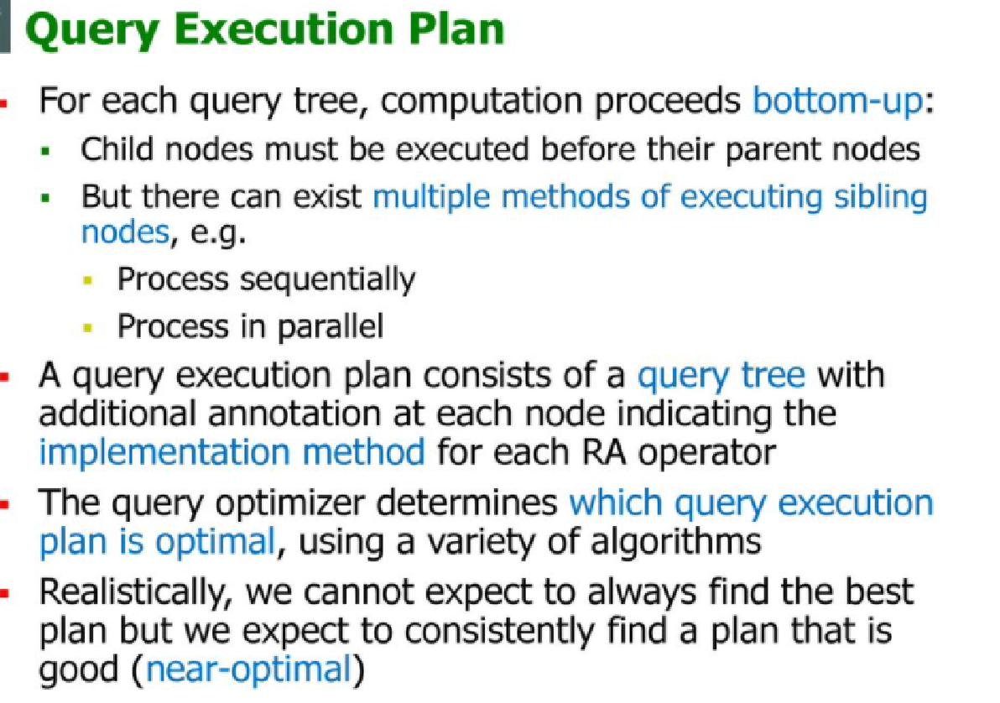 Query Execution Plan
For each query tree, computation proceeds bottom-up:
Child nodes must be executed before their parent nodes
But there can exist multiple methods of executing sibling
nodes, e.g.
Process sequentially
Process in parallel
A query execution plan consists of a query tree with
additional annotation at each node indicating the
implementation method for each RA operator
The query optimizer determines which query execution
plan is optimal, using a variety of algorithms
Realistically, we cannot expect to always find the best
plan but we expect to consistently find a plan that is
good (near-optimal)